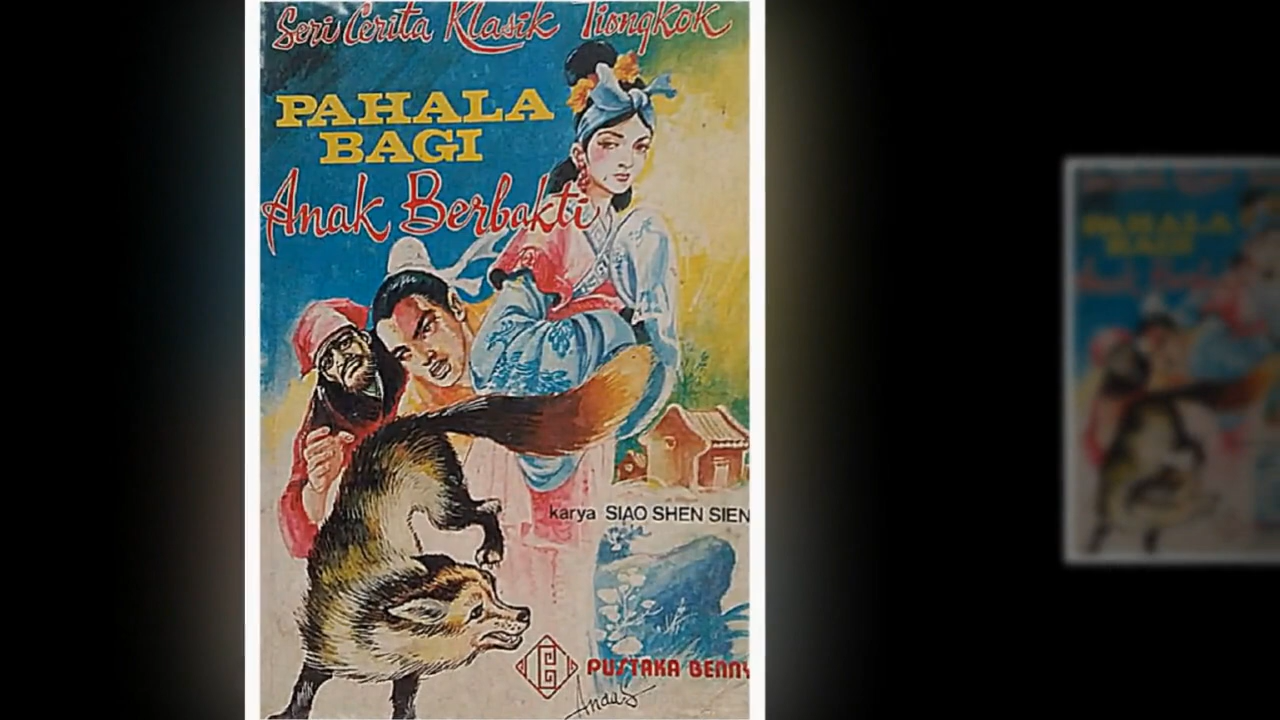 Seri Cerita Klasik Tiongkok
PAHALA
BAGI
Anak Berbakti
karya SIAO SHEN SIEN
PUSTAKA BENNY